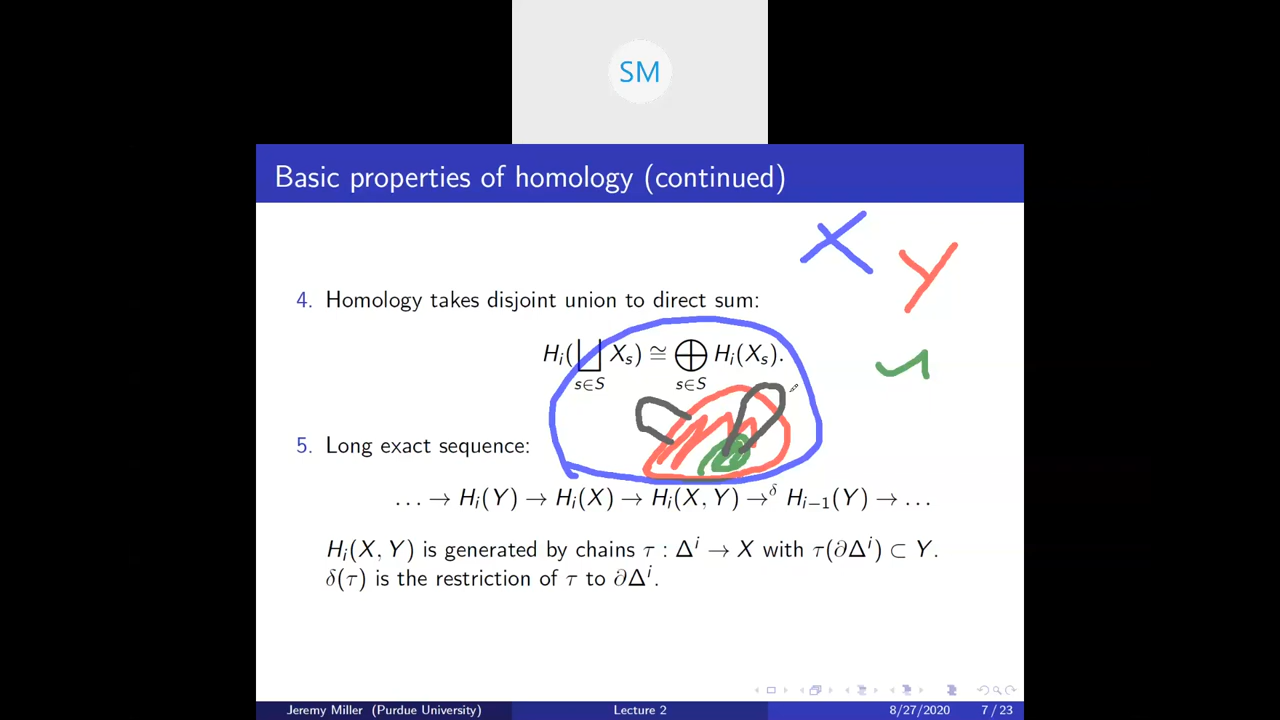 SM
Basic properties of homology (continued)
X
Y
4. Homology takes disjoint union to direct sum:
H_i(⨆_{s∈S} X_s) ≅ ⨁_{s∈S} H_i(X_s).
5. Long exact sequence:
… → H_i(Y) → H_i(X) → H_i(X, Y) →^δ H_{i−1}(Y) → …
H_i(X, Y) is generated by chains τ : Δ^i → X with τ(∂Δ^i) ⊂ Y.
δ(τ) is the restriction of τ to ∂Δ^i.
Jeremy Miller (Purdue University) Lecture 2 8/27/2020 7 / 23